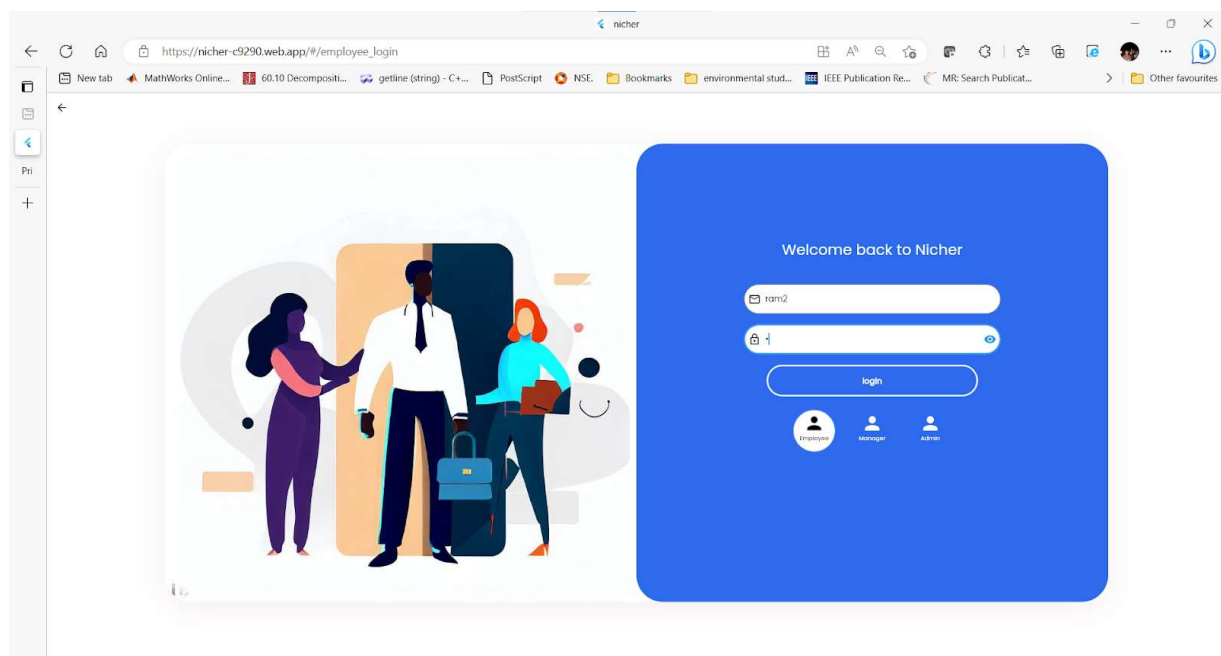 nicher
https://nicher-c9290.web.app/#/employee_login
New tab MathWorks Online... 60.10 Decompositi... getline (string) - C+... PostScript NSE. Bookmarks environmental stud... IEEE Publication Re... MR: Search Publicat... Other favourites
Pri
Welcome back to Nicher
ram2
login
Employee Manager Admin